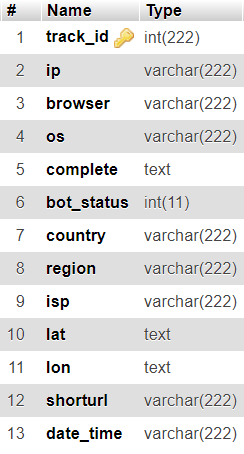 # Name Type
1 track_id int(222)
2 ip varchar(222)
3 browser varchar(222)
4 os varchar(222)
5 complete text
6 bot_status int(11)
7 country varchar(222)
8 region varchar(222)
9 isp varchar(222)
10 lat text
11 lon text
12 shorturl varchar(222)
13 date_time varchar(222)